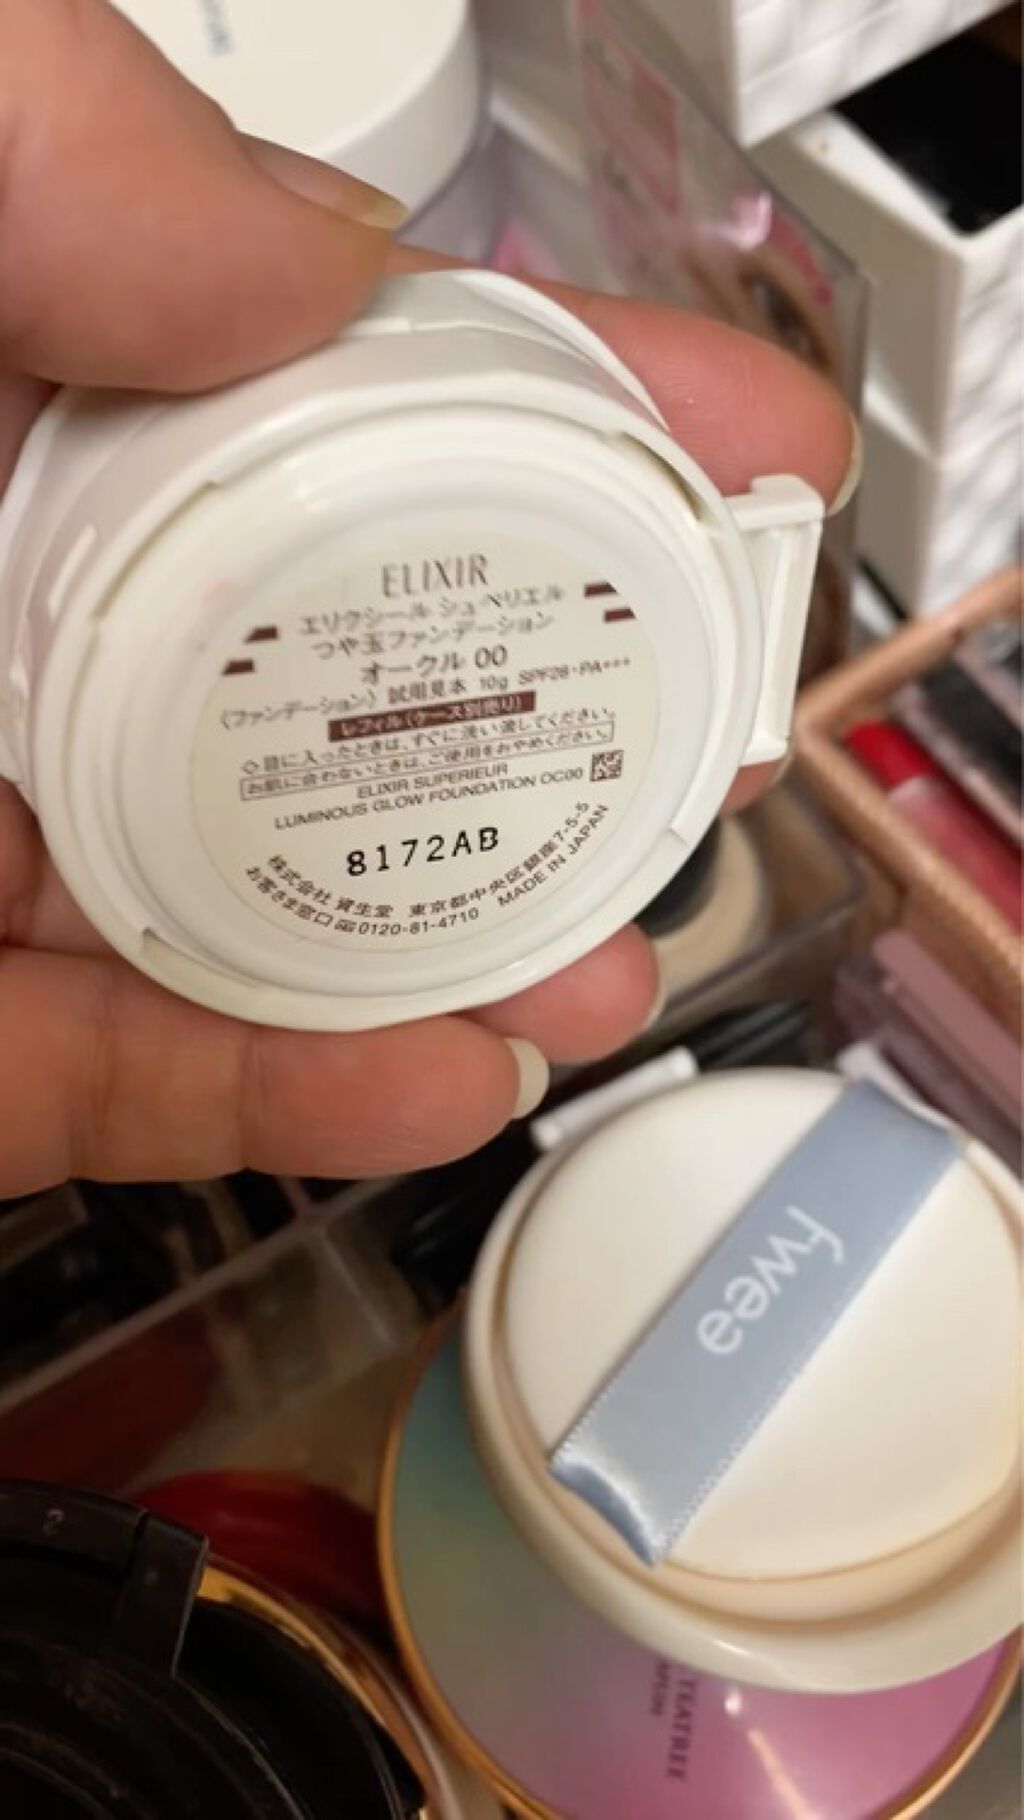 ELIXIR
エリクシール シュペリエル
つや玉ファンデーション
オークル 00
〈ファンデーション〉 試用見本 10g SPF28・PA+++
レフィル(ケース別売り)
◇目に入ったときは、すぐに洗い流してください。
お肌に合わないときは、ご使用をおやめください。
ELIXIR SUPERIEUR
LUMINOUS GLOW FOUNDATION OC00
8172AB
株式会社 資生堂 東京都中央区銀座7-5-5
お客さま窓口 0120-81-4710 MADE IN JAPAN
fwee
TEATREE